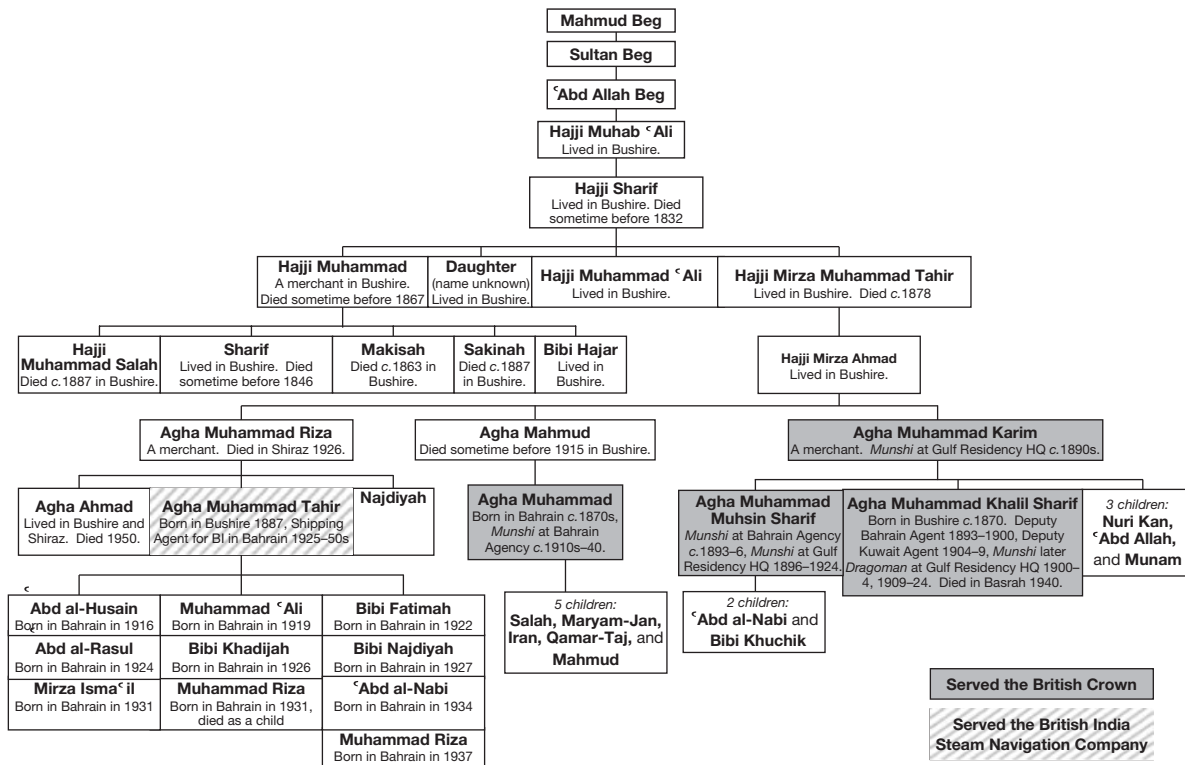 Mahmud Beg
Sultan Beg
ʿAbd Allah Beg
Hajji Muhab ʿAli
Lived in Bushire.
Hajji Sharif
Lived in Bushire. Died
sometime before 1832
Hajji Muhammad
A merchant in Bushire.
Died sometime before 1867
Daughter
(name unknown)
Lived in Bushire.
Hajji Muhammad ʿAli
Lived in Bushire.
Hajji Mirza Muhammad Tahir
Lived in Bushire. Died c.1878
Hajji
Muhammad Salah
Died c.1887 in Bushire.
Sharif
Lived in Bushire. Died
sometime before 1846
Makisah
Died c.1863 in
Bushire.
Sakinah
Died c.1887
in Bushire.
Bibi Hajar
Lived in
Bushire.
Hajji Mirza Ahmad
Lived in Bushire.
Agha Muhammad Riza
A merchant. Died in Shiraz 1926.
Agha Mahmud
Died sometime before 1915 in Bushire.
Agha Muhammad Karim
A merchant. Munshi at Gulf Residency HQ c.1890s.
Agha Ahmad
Lived in Bushire and
Shiraz. Died 1950.
Agha Muhammad Tahir
Born in Bushire 1887, Shipping
Agent for BI in Bahrain 1925–50s
Najdiyah
Agha Muhammad
Born in Bahrain c.1870s,
Munshi at Bahrain
Agency c.1910s–40.
Agha Muhammad
Muhsin Sharif
Munshi at Bahrain Agency
c.1893–6, Munshi at Gulf
Residency HQ 1896–1924.
Agha Muhammad Khalil Sharif
Born in Bushire c.1870. Deputy
Bahrain Agent 1893–1900, Deputy
Kuwait Agent 1904–9, Munshi later
Dragoman at Gulf Residency HQ 1900–
4, 1909–24. Died in Basrah 1940.
3 children:
Nuri Kan,
ʿAbd Allah,
and Munam
ʿAbd al-Husain
Born in Bahrain in 1916
Muhammad ʿAli
Born in Bahrain in 1919
Bibi Fatimah
Born in Bahrain in 1922
ʿAbd al-Rasul
Born in Bahrain in 1924
Bibi Khadijah
Born in Bahrain in 1926
Bibi Najdiyah
Born in Bahrain in 1927
Mirza Ismaʿil
Born in Bahrain in 1931
Muhammad Riza
Born in Bahrain in 1931,
died as a child
ʿAbd al-Nabi
Born in Bahrain in 1934
Muhammad Riza
Born in Bahrain in 1937
5 children:
Salah, Maryam-Jan,
Iran, Qamar-Taj, and
Mahmud
2 children:
ʿAbd al-Nabi and
Bibi Khuchik
Served the British Crown
Served the British India
Steam Navigation Company